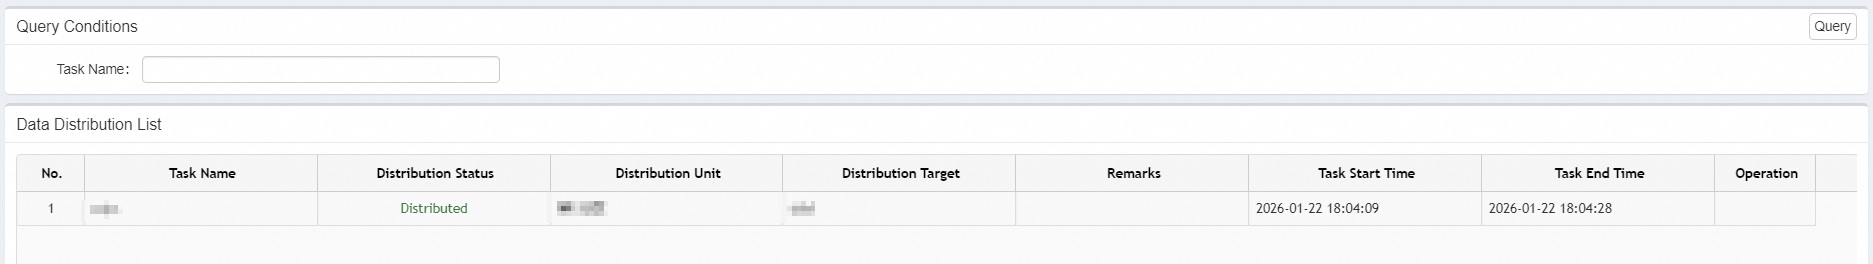 Query Conditions Query
Task Name:
Data Distribution List
No. Task Name Distribution Status Distribution Unit Distribution Target Remarks Task Start Time Task End Time Operation
1 Distributed 2026-01-22 18:04:09 2026-01-22 18:04:28